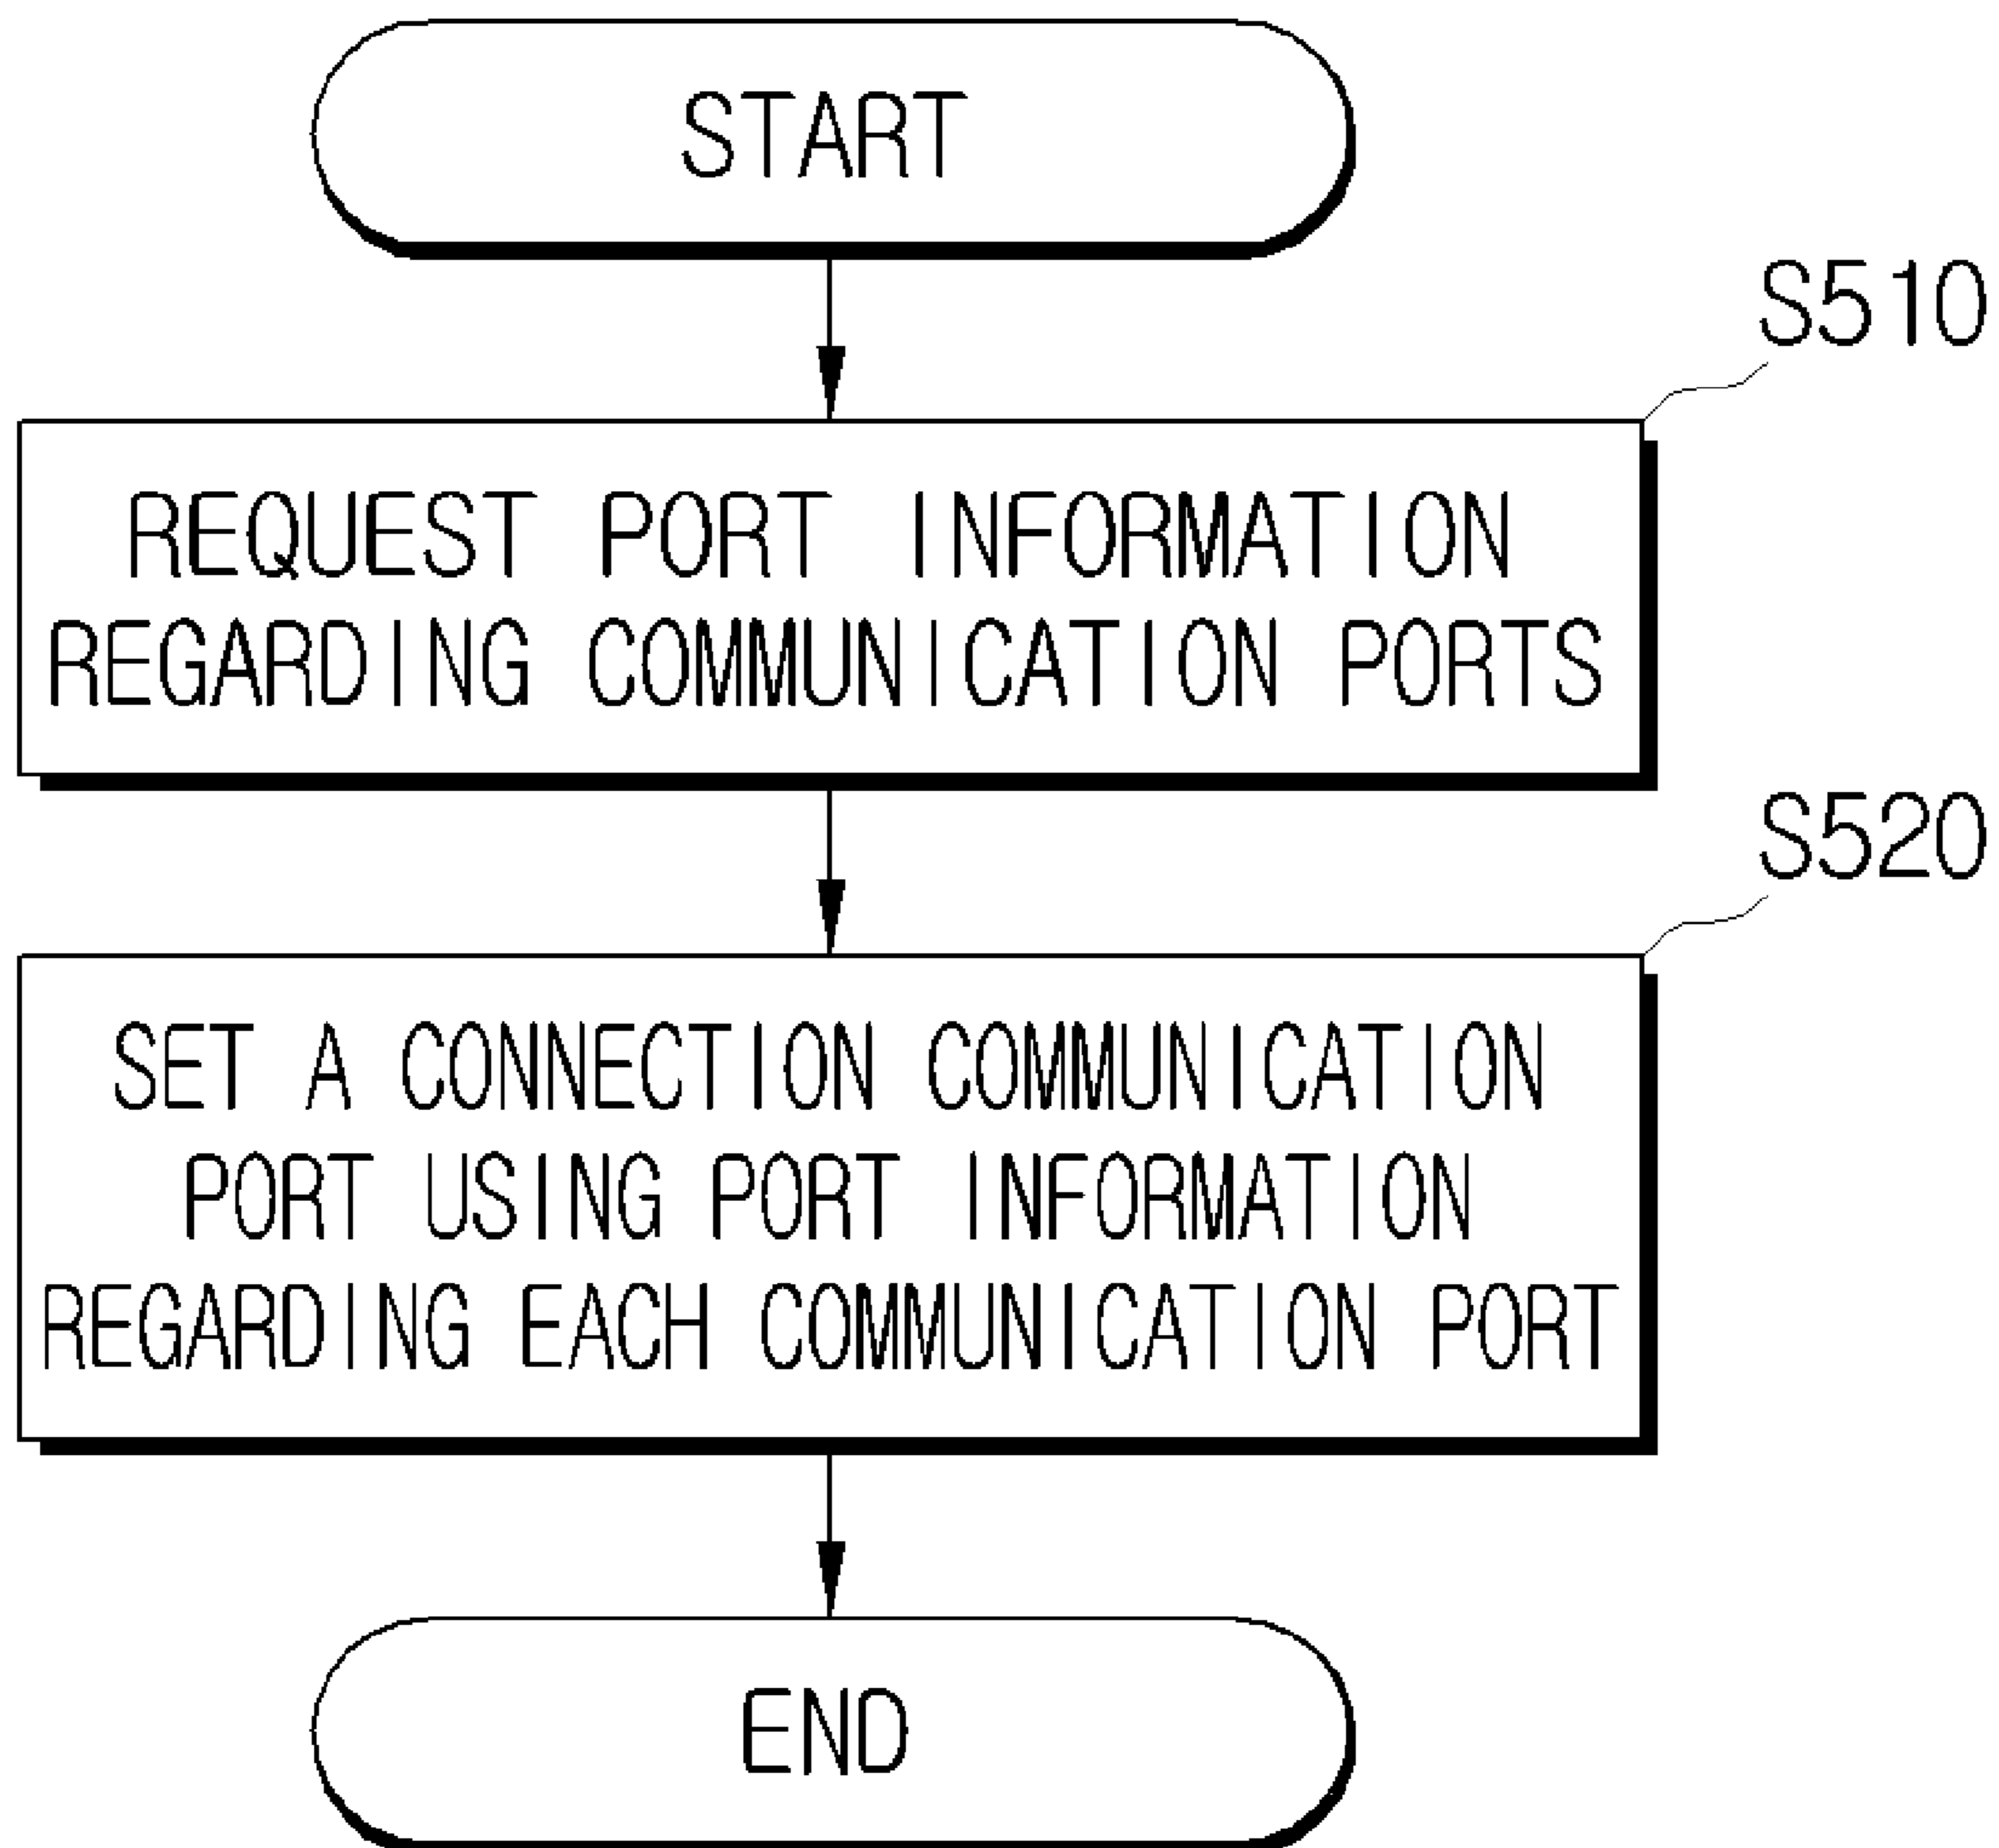 START
S510
REQUEST PORT INFORMATION
REGARDING COMMUNICATION PORTS
S520
SET A CONNECTION COMMUNICATION
PORT USING PORT INFORMATION
REGARDING EACH COMMUNICATION PORT
END